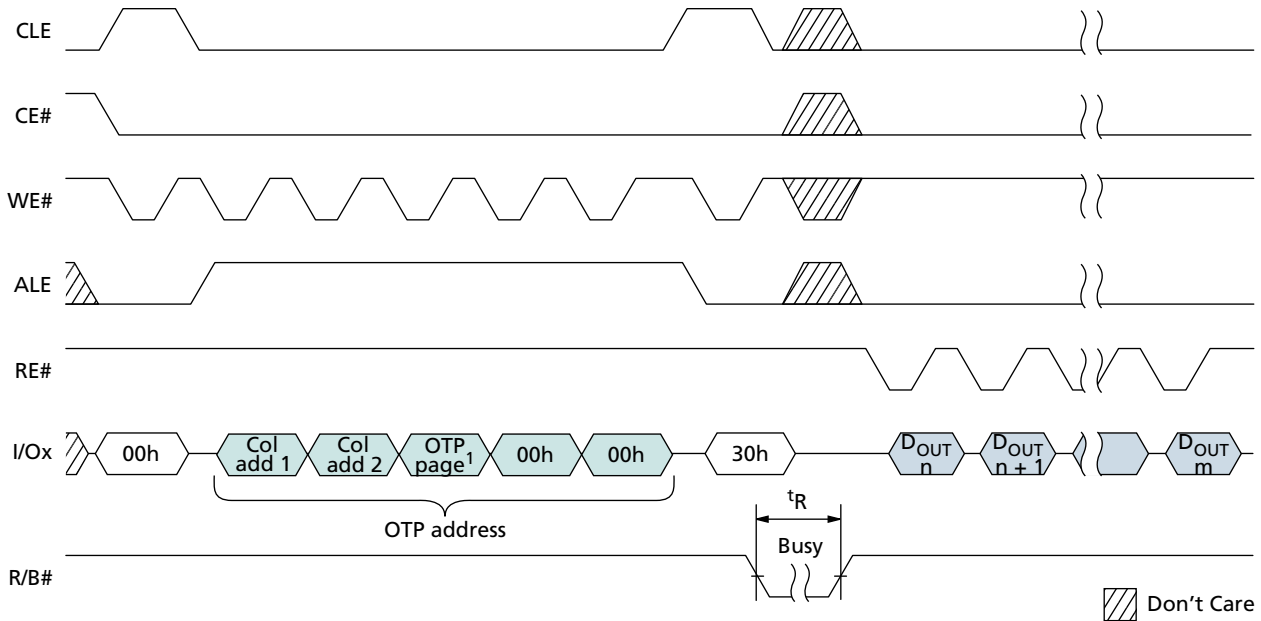 CLE
CE#
WE#
ALE
RE#
I/Ox
00h
Col
add 1
Col
add 2
OTP
page1
00h
00h
30h
DOUT
n
DOUT
n + 1
DOUT
m
OTP address
tR
Busy
R/B#
Don't Care